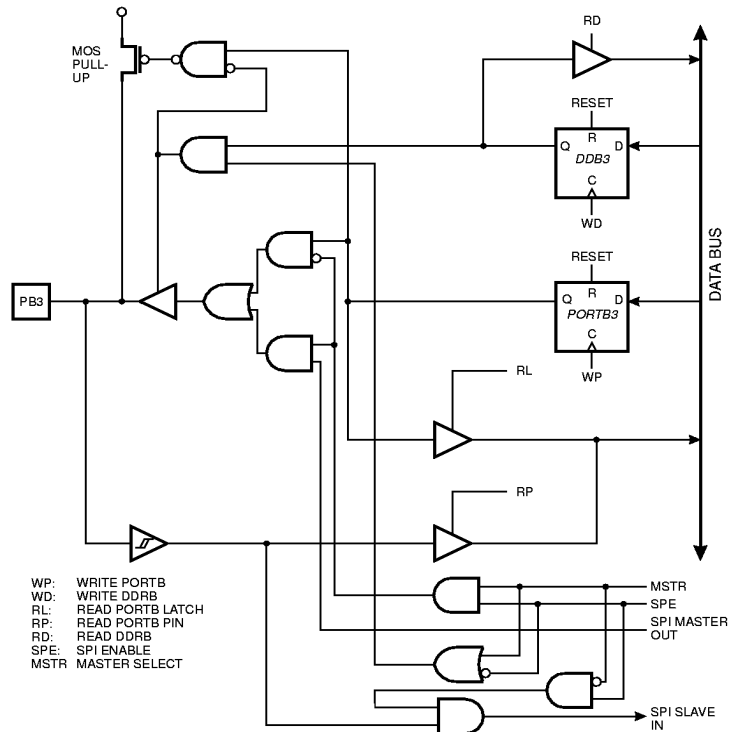 RD
MOS
PULL-
UP
RESET
R
Q
D
DDB3
C
WD
DATA BUS
RESET
R
Q
D
PORTB3
C
WP
PB3
RL
RP
WP: WRITE PORTB
WD: WRITE DDRB
RL: READ PORTB LATCH
RP: READ PORTB PIN
RD: READ DDRB
SPE: SPI ENABLE
MSTR MASTER SELECT
MSTR
SPE
SPI MASTER
OUT
SPI SLAVE
IN